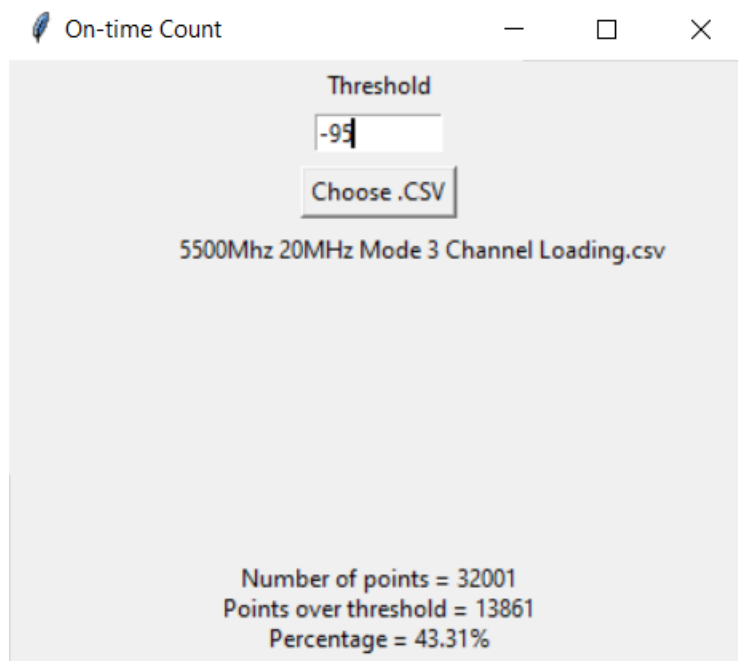 On-time Count
Threshold
-95
Choose .CSV
5500Mhz 20MHz Mode 3 Channel Loading.csv
Number of points = 32001
Points over threshold = 13861
Percentage = 43.31%